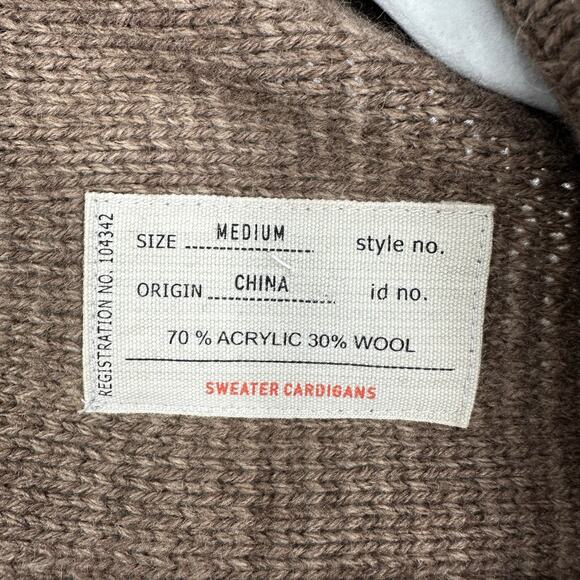 REGISTRATION NO. 104342
SIZE MEDIUM style no.
ORIGIN CHINA id no.
70 % ACRYLIC 30% WOOL
SWEATER CARDIGANS